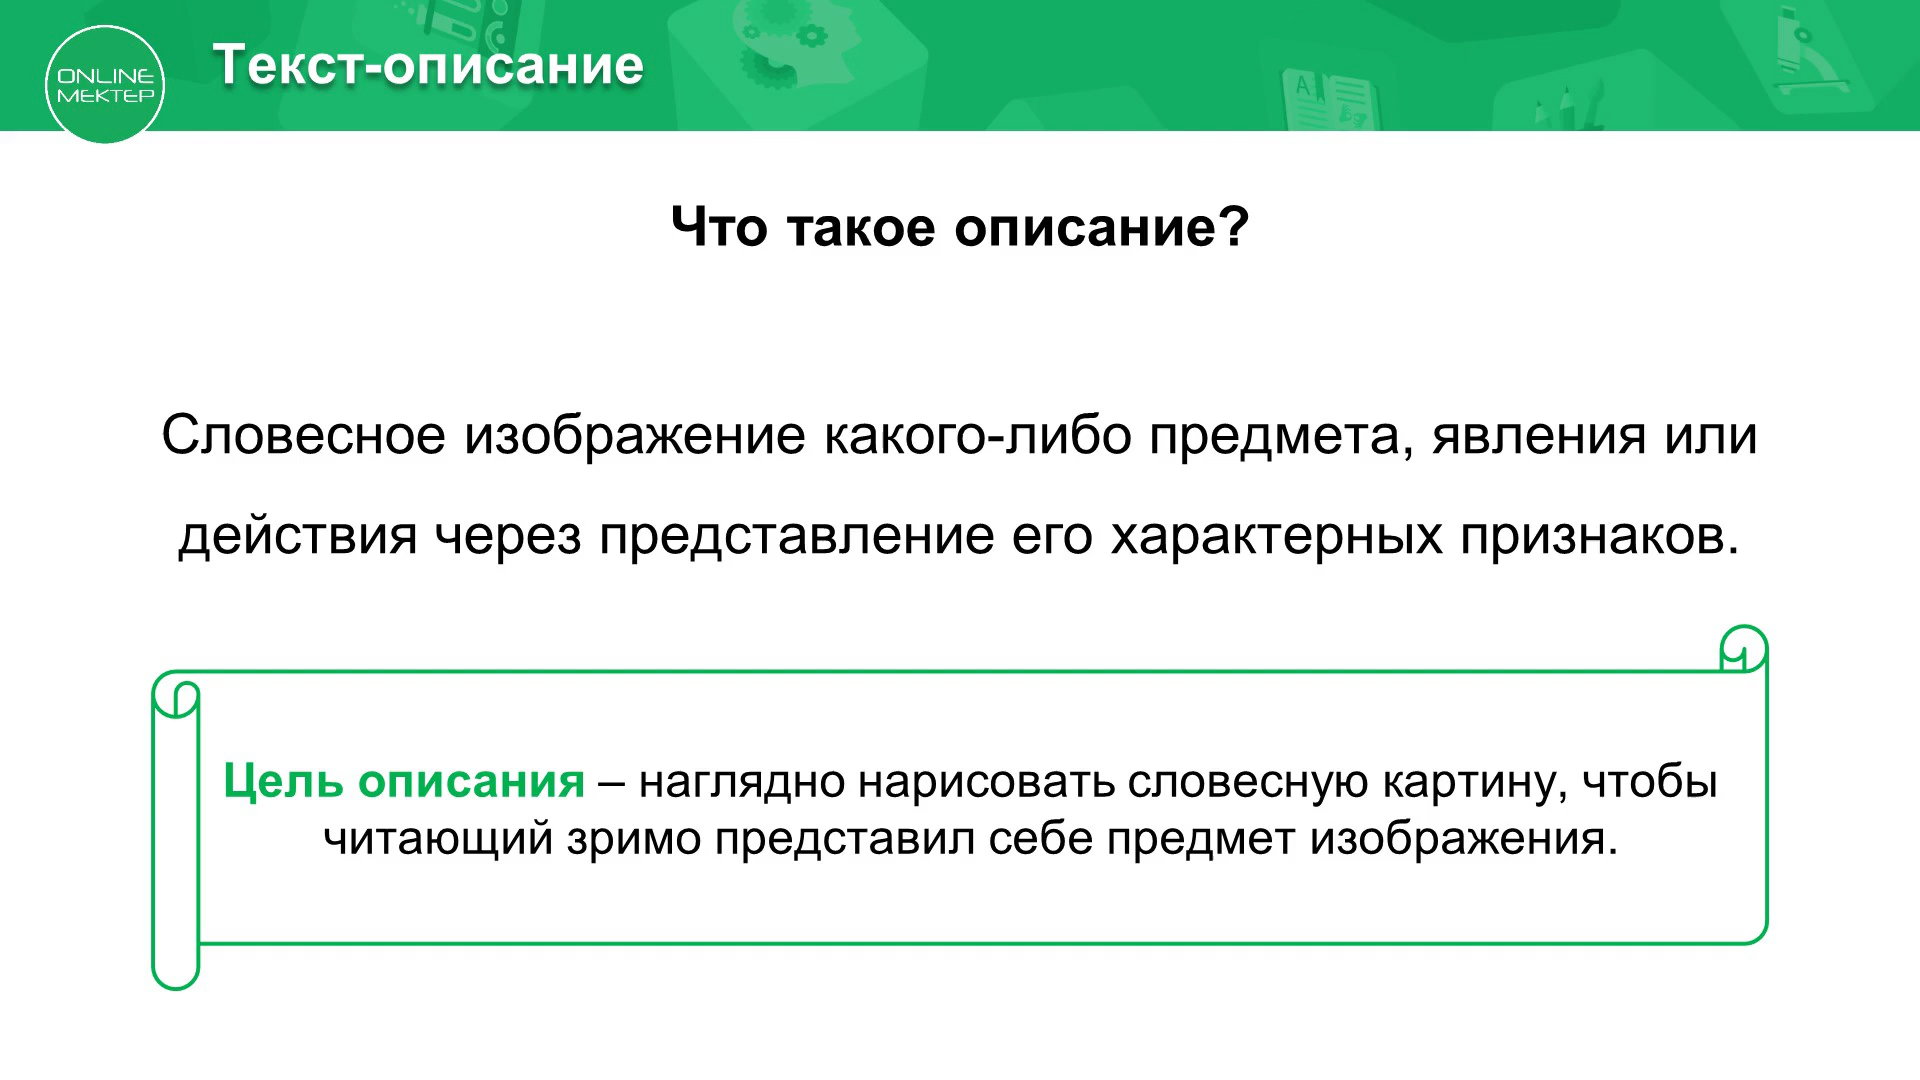 ONLINE
MEKTEP
Текст-описание
Что такое описание?
Словесное изображение какого-либо предмета, явления или
действия через представление его характерных признаков.
Цель описания – наглядно нарисовать словесную картину, чтобы
читающий зримо представил себе предмет изображения.